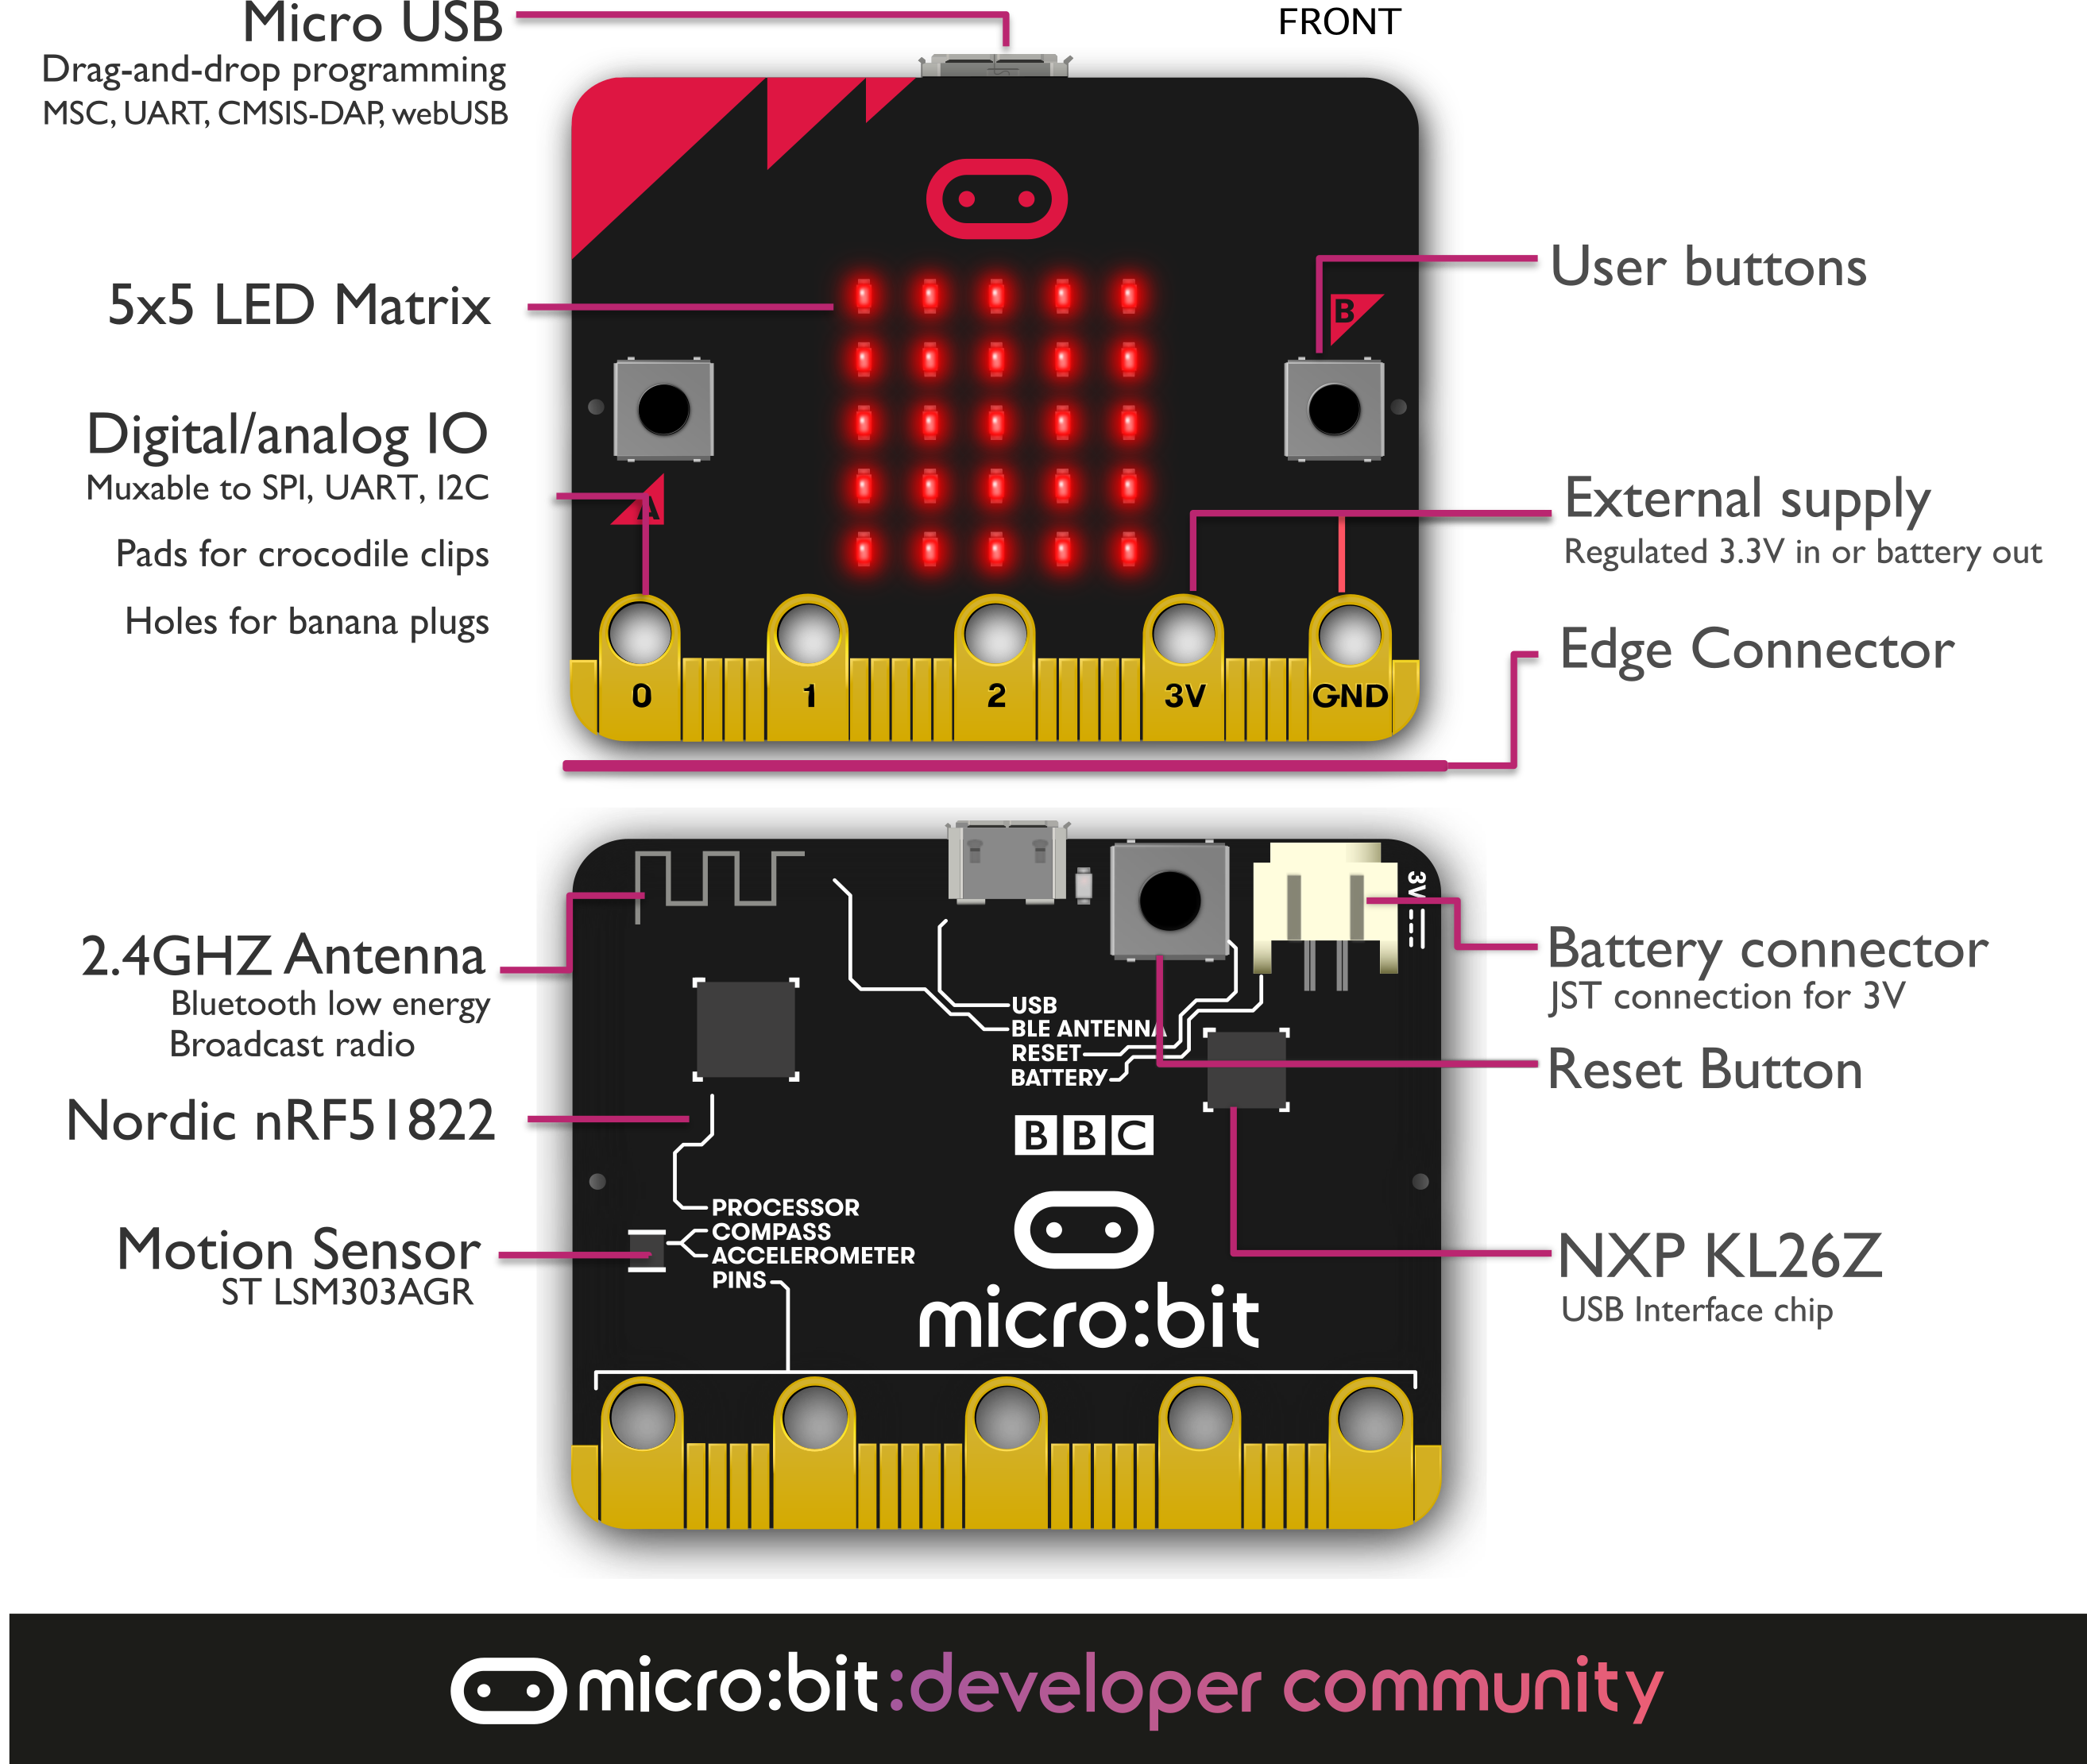 Micro USB
Drag-and-drop programming
MSC, UART, CMSIS-DAP, webUSB
FRONT
5x5 LED Matrix
User buttons
B
Digital/analog IO
Muxable to SPI, UART, I2C
Pads for crocodile clips
Holes for banana plugs
A
External supply
Regulated 3.3V in or battery out
Edge Connector
0 1 2 3V GND
3V
2.4GHZ Antenna
Bluetooth low energy
Broadcast radio
Battery connector
JST connection for 3V
USB
BLE ANTENNA
RESET
BATTERY
Reset Button
Nordic nRF51822
BBC
PROCESSOR
COMPASS
ACCELEROMETER
PINS
Motion Sensor
ST LSM303AGR
micro:bit
NXP KL26Z
USB Interface chip
micro:bit:developer community